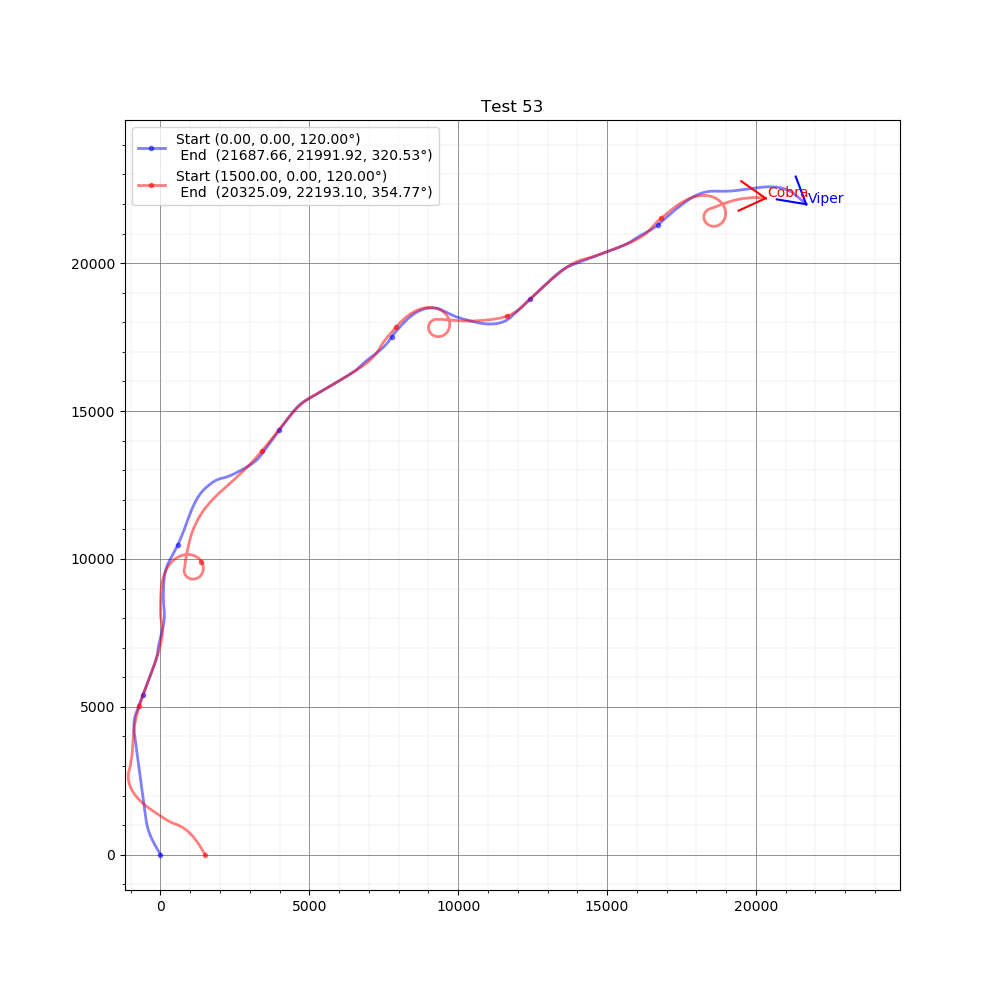 Test 53
Start (0.00, 0.00, 120.00°)
End (21687.66, 21991.92, 320.53°)
Start (1500.00, 0.00, 120.00°)
End (20325.09, 22193.10, 354.77°)
Cobra
Viper
20000
15000
10000
5000
0
0 5000 10000 15000 20000